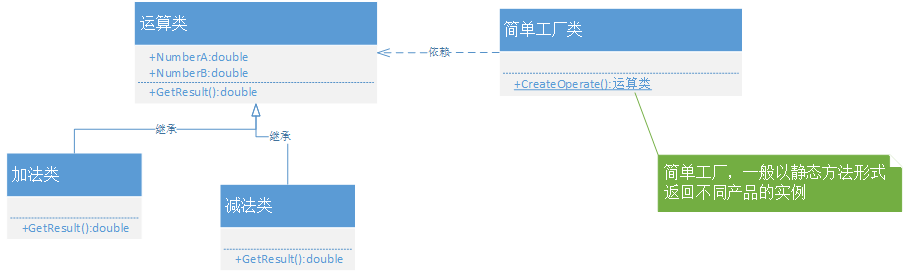 运算类
+NumberA:double
+NumberB:double
+GetResult():double
依赖
简单工厂类
+CreateOperate():运算类
继承
继承
加法类
+GetResult():double
减法类
+GetResult():double
简单工厂，一般以静态方法形式
返回不同产品的实例